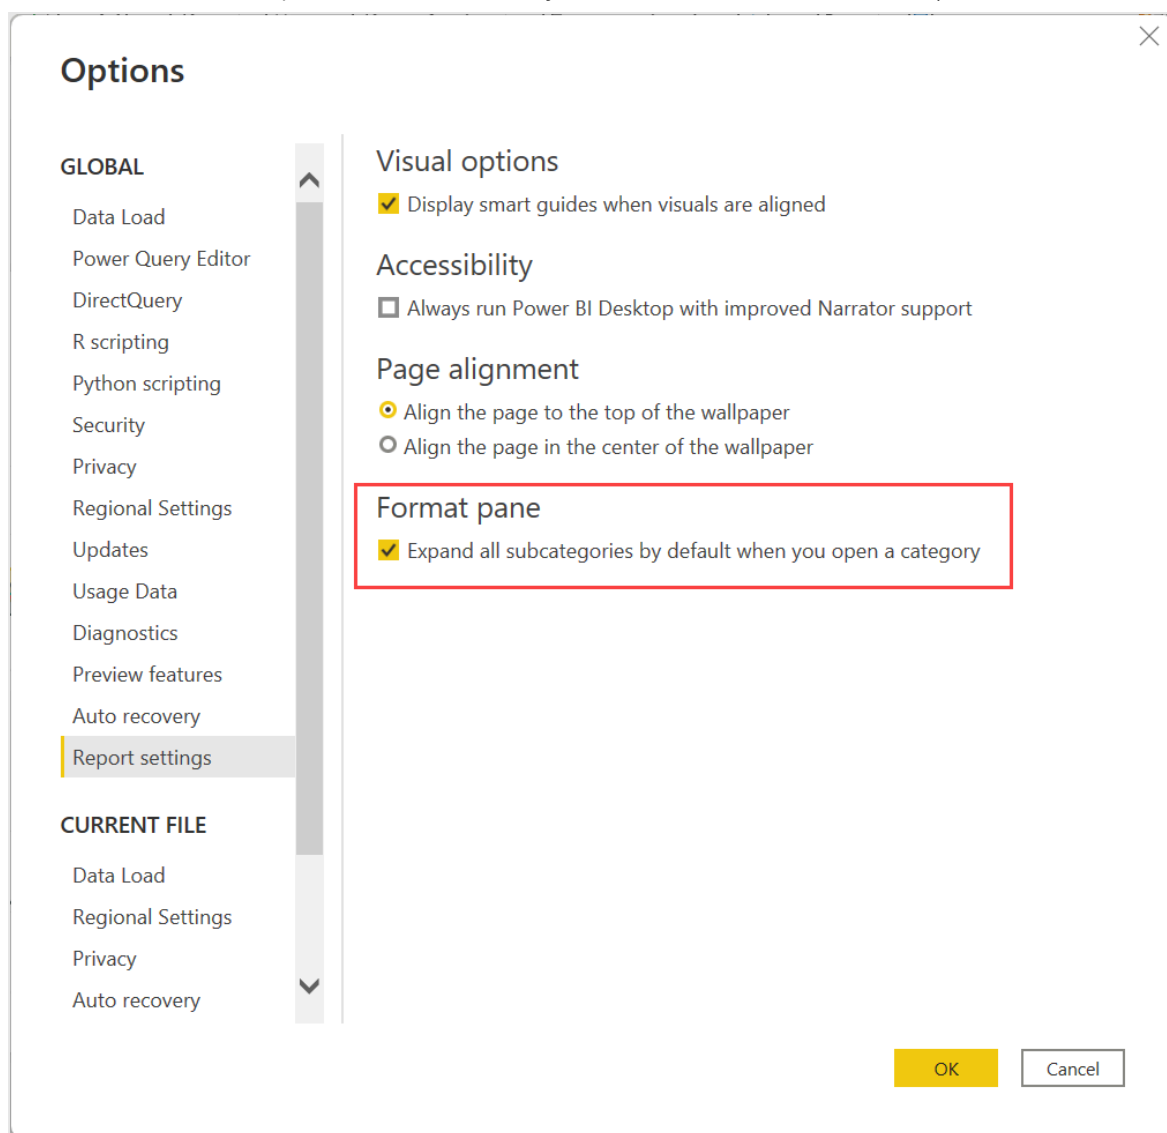 Options
GLOBAL
Data Load
Power Query Editor
DirectQuery
R scripting
Python scripting
Security
Privacy
Regional Settings
Updates
Usage Data
Diagnostics
Preview features
Auto recovery
Report settings
CURRENT FILE
Data Load
Regional Settings
Privacy
Auto recovery
Visual options
Display smart guides when visuals are aligned
Accessibility
Always run Power BI Desktop with improved Narrator support
Page alignment
Align the page to the top of the wallpaper
Align the page in the center of the wallpaper
Format pane
Expand all subcategories by default when you open a category
OK
Cancel